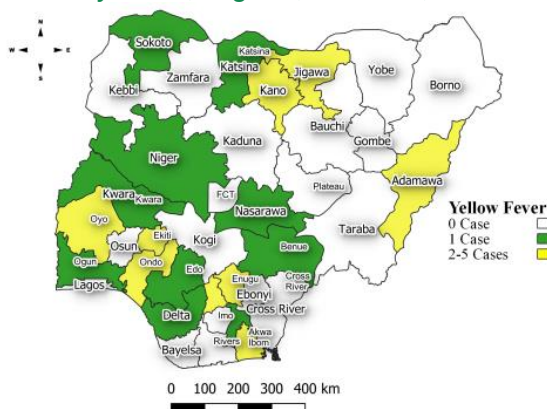 N
W E
S
Sokoto
Katsina
Katsina
Jigawa
Yobe
Borno
Zamfara
Kebbi
Kano
Bauchi
Gombe
Kaduna
Niger
Adamawa
Plateau
FCT
Kwara
Kwara
Nasarawa
Taraba
Oyo
Ekiti
Kogi
Osun
Benue
Ogun
Ondo
Edo
Enugu
Cross
River
Lagos
Ebonyi
Cross River
Delta
Imo
Akwa
Ibom
Rivers
Bayelsa
Yellow Fever
0 Case
1 Case
2-5 Cases
0 100 200 300 400 km